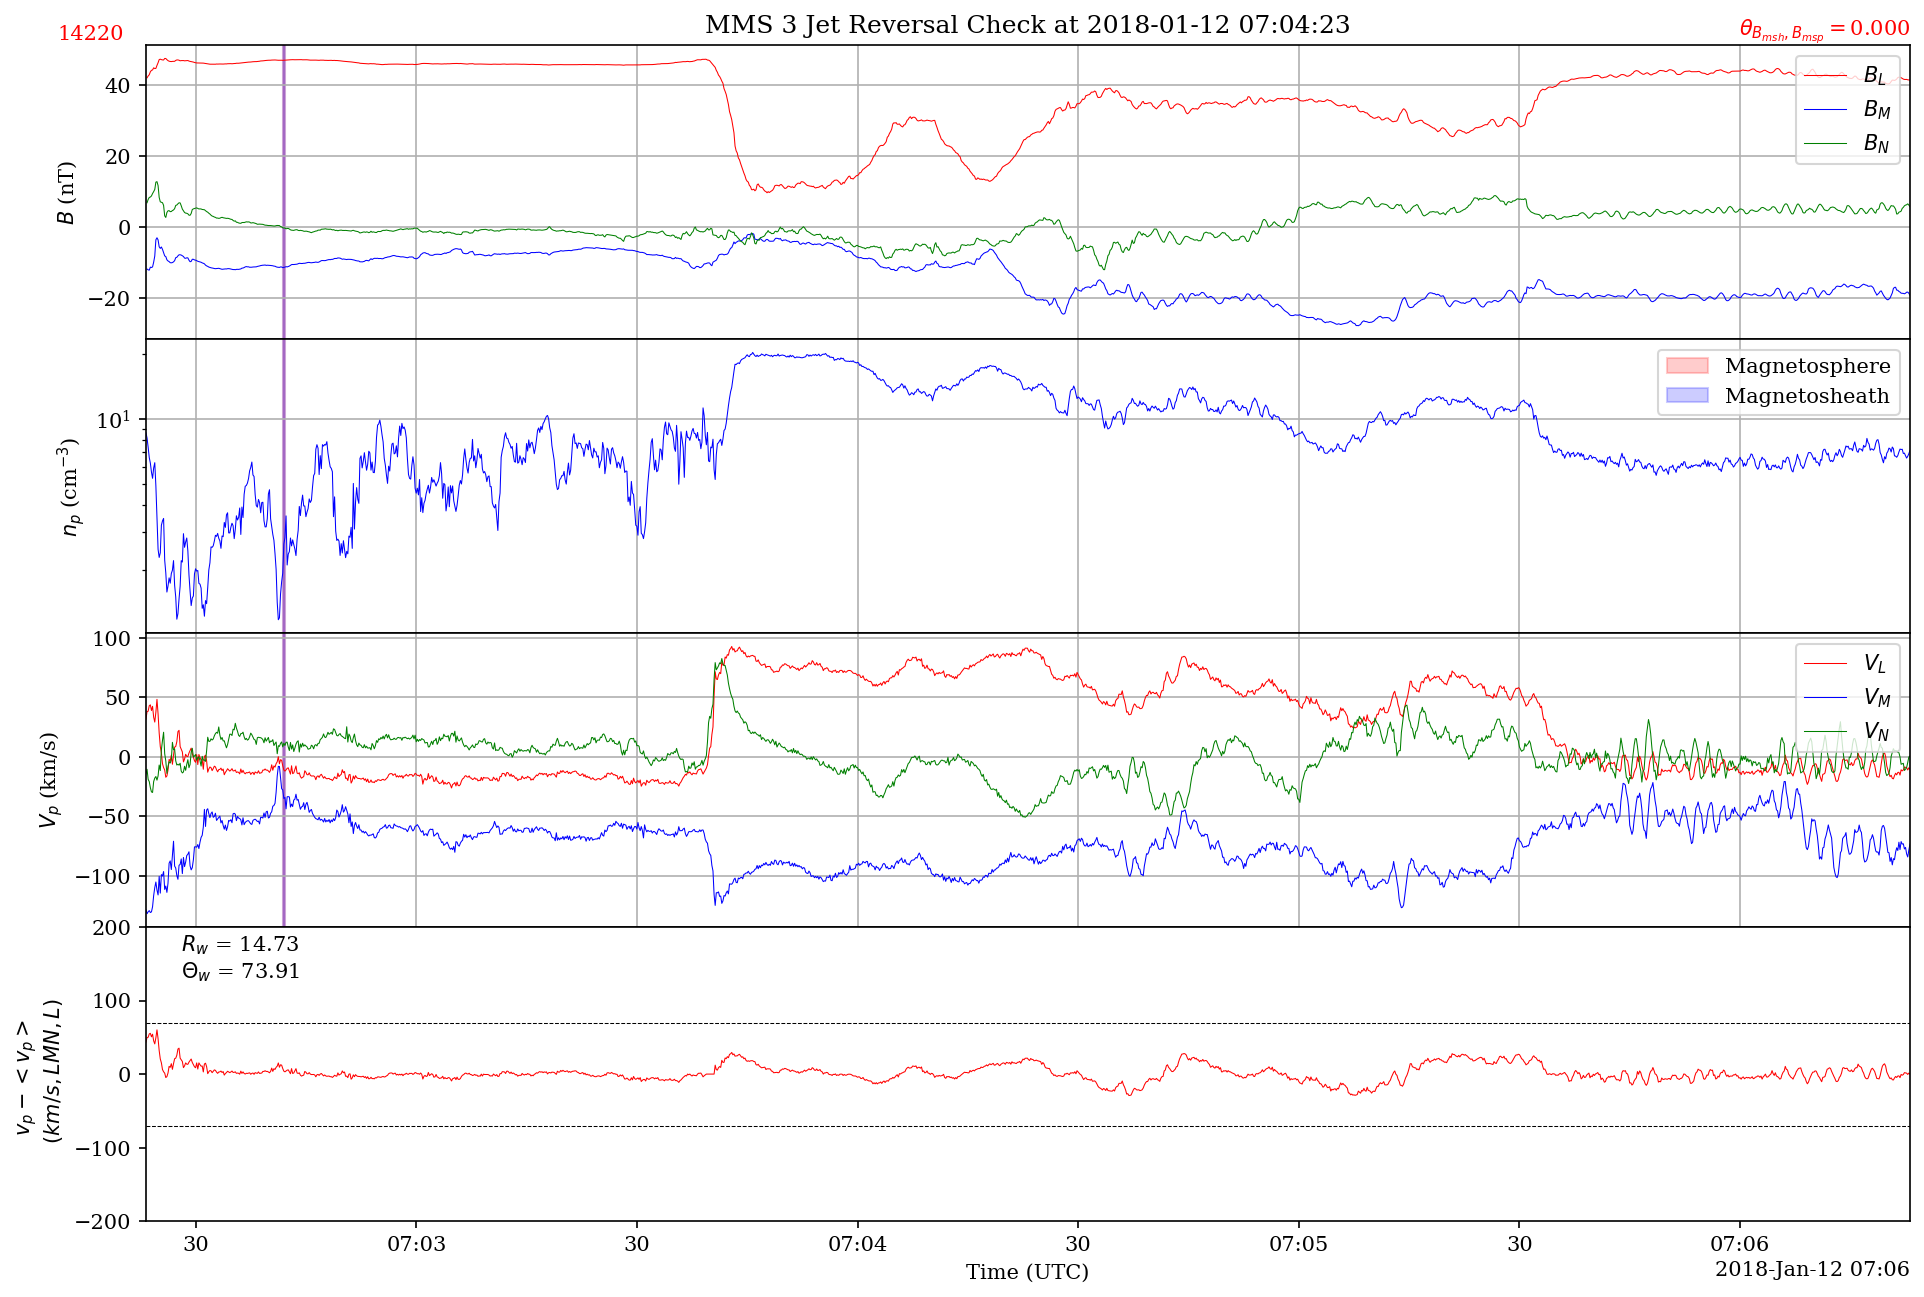 14220
MMS 3 Jet Reversal Check at 2018-01-12 07:04:23
θ_{B_{msh}, B_{msp}} = 0.000
B (nT)
40
20
0
−20
B_L
B_M
B_N
n_p (cm^{−3})
10^1
Magnetosphere
Magnetosheath
V_p (km/s)
100
50
0
−50
−100
V_L
V_M
V_N
v_p − < v_p >
(km/s, LMN, L)
200
100
0
−100
−200
R_w = 14.73
Θ_w = 73.91
30
07:03
30
07:04
30
07:05
30
07:06
Time (UTC)
2018-Jan-12 07:06